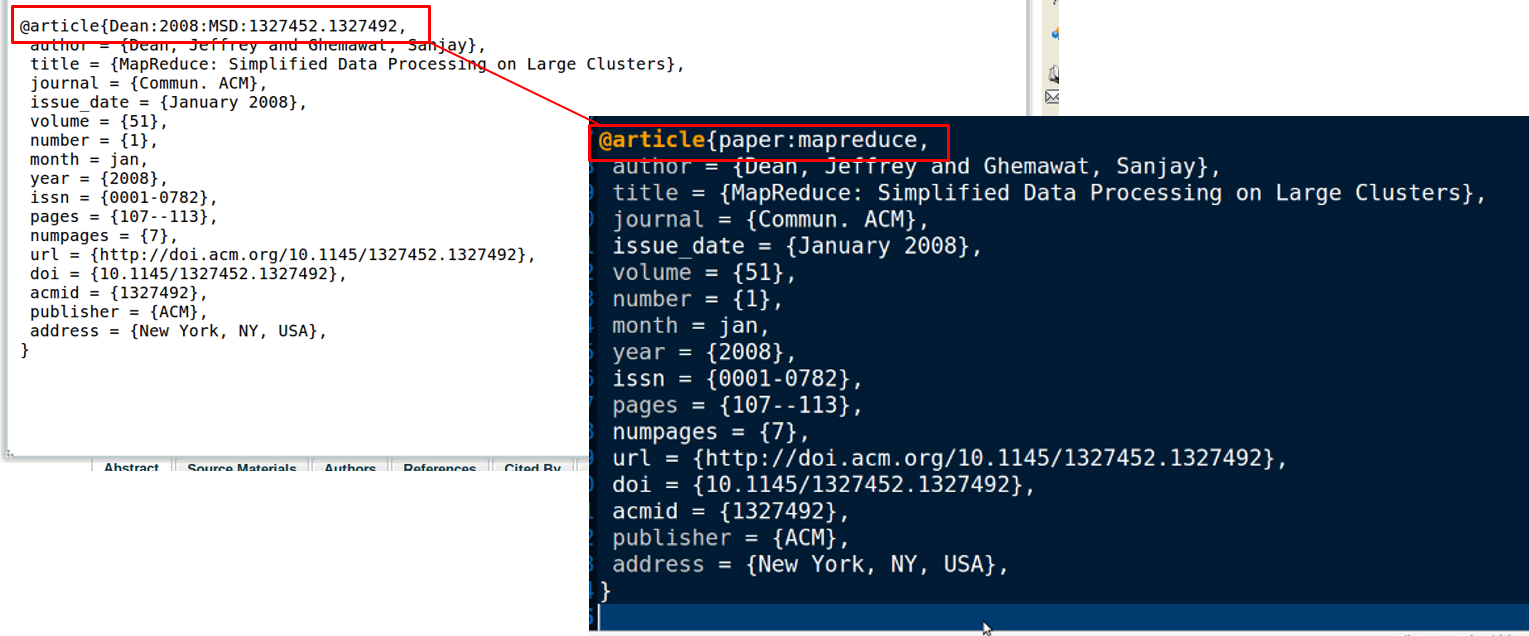 @article{Dean:2008:MSD:1327452.1327492,
author = {Dean, Jeffrey and Ghemawat, Sanjay},
title = {MapReduce: Simplified Data Processing on Large Clusters},
journal = {Commun. ACM},
issue_date = {January 2008},
volume = {51},
number = {1},
month = jan,
year = {2008},
issn = {0001-0782},
pages = {107--113},
numpages = {7},
url = {http://doi.acm.org/10.1145/1327452.1327492},
doi = {10.1145/1327452.1327492},
acmid = {1327492},
publisher = {ACM},
address = {New York, NY, USA},
}
Abstract Source Materials Authors References Cited By
@article{paper:mapreduce,
author = {Dean, Jeffrey and Ghemawat, Sanjay},
title = {MapReduce: Simplified Data Processing on Large Clusters},
journal = {Commun. ACM},
issue_date = {January 2008},
volume = {51},
number = {1},
month = jan,
year = {2008},
issn = {0001-0782},
pages = {107--113},
numpages = {7},
url = {http://doi.acm.org/10.1145/1327452.1327492},
doi = {10.1145/1327452.1327492},
acmid = {1327492},
publisher = {ACM},
address = {New York, NY, USA},
}